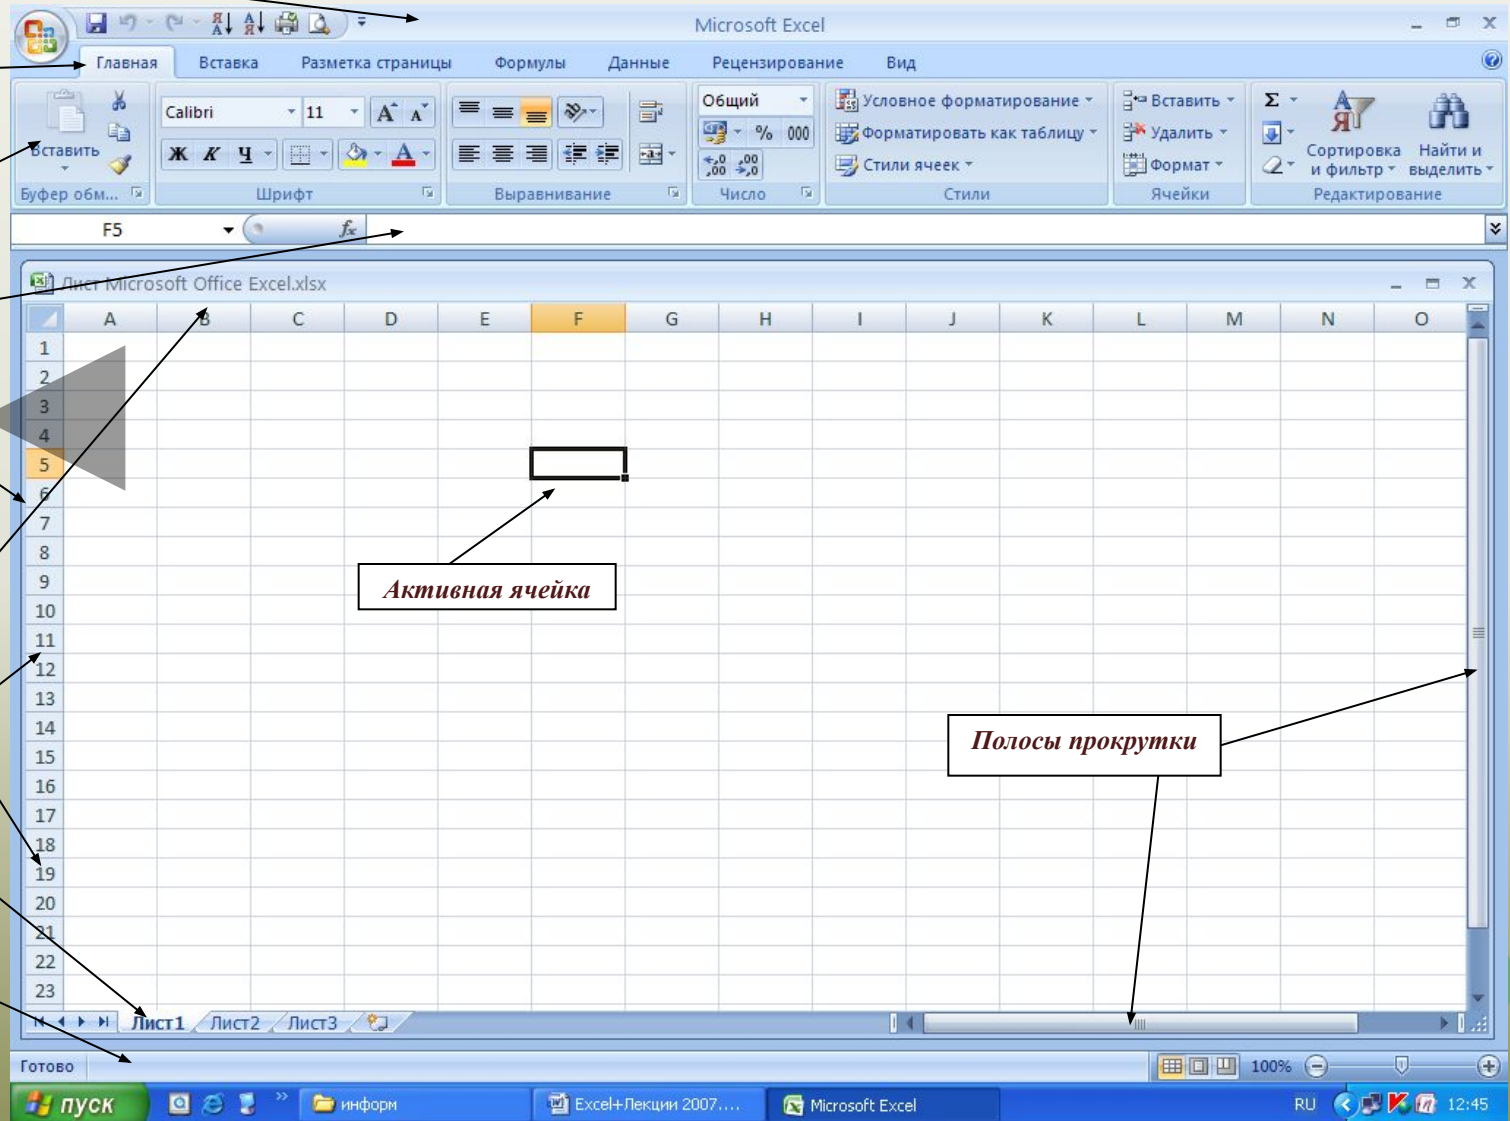 Microsoft Excel
Главная Вставка Разметка страницы Формулы Данные Рецензирование Вид
Вставить
Буфер обм...
Calibri 11
Ж К Ч
Шрифт
Выравнивание
Общий
% 000
Число
Условное форматирование
Форматировать как таблицу
Стили ячеек
Стили
Вставить
Удалить
Формат
Ячейки
Σ
Сортировка и фильтр
Найти и выделить
Редактирование
F5 fx
Лист Microsoft Office Excel.xlsx
A B C D E F G H I J K L M N O
1
2
3
4
5
6
7
8
Активная ячейка
9
10
11
12
13
14
Полосы прокрутки
15
16
17
18
19
20
21
22
23
Лист1 Лист2 Лист3
Готово 100%
пуск информ Excel+Лекции 2007.... Microsoft Excel RU 12:45